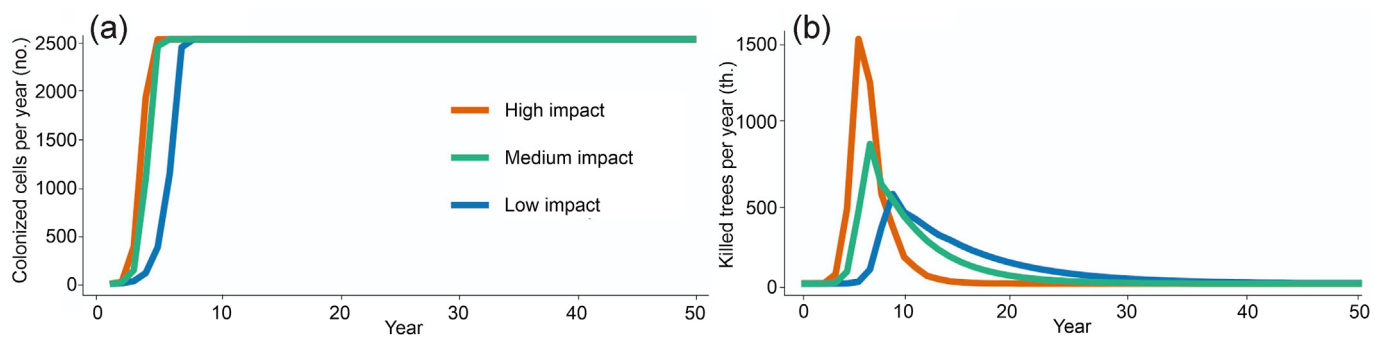 (a)
Colonized cells per year (no.)
2500
2000
1500
1000
500
0
0 10 20 30 40 50
Year
High impact
Medium impact
Low impact
(b)
Killed trees per year (th.)
1500
1000
500
0
0 10 20 30 40 50
Year